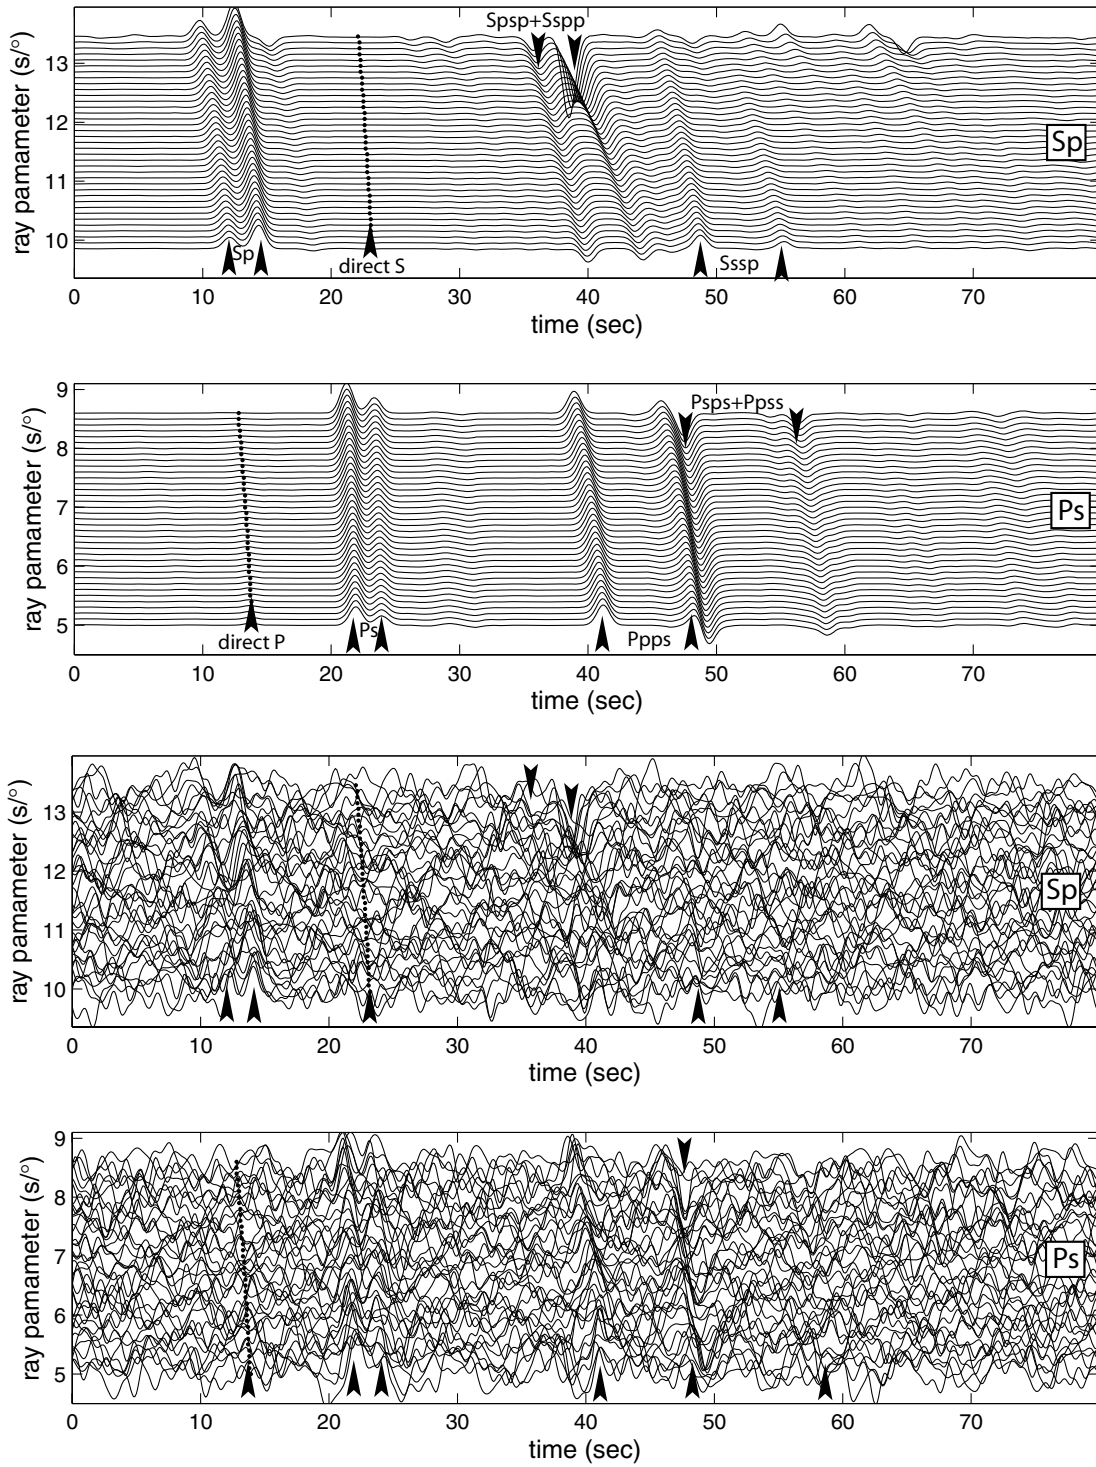 Spsp+Sspp
13
12
11
10
ray pamameter (s/°)
Sp
Sp
direct S
Sssp
0 10 20 30 40 50 60 70
time (sec)
9
8
7
6
5
ray pamameter (s/°)
Psps+Ppss
Ps
direct P
Ps
Ppps
0 10 20 30 40 50 60 70
time (sec)
13
12
11
10
ray pamameter (s/°)
Sp
0 10 20 30 40 50 60 70
time (sec)
9
8
7
6
5
ray pamameter (s/°)
Ps
0 10 20 30 40 50 60 70
time (sec)